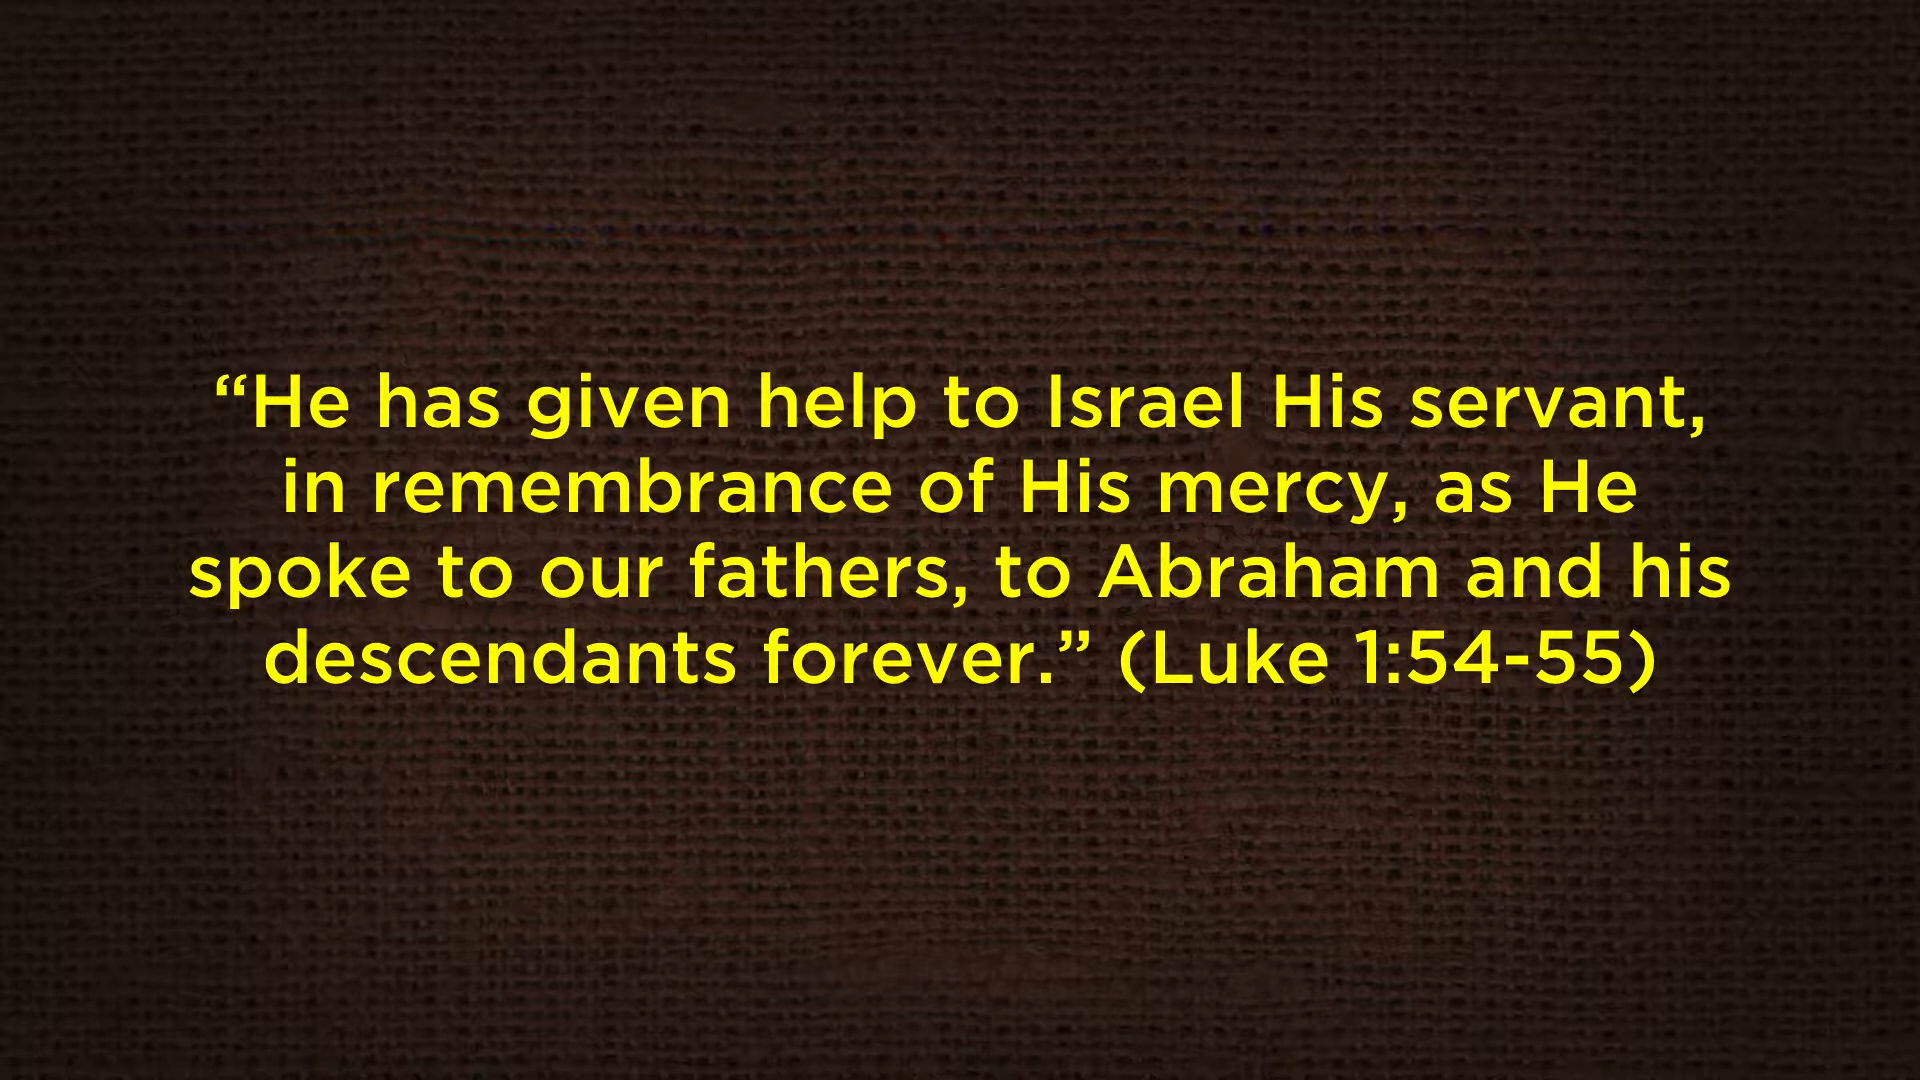 “He has given help to Israel His servant,
in remembrance of His mercy, as He
spoke to our fathers, to Abraham and his
descendants forever.” (Luke 1:54-55)